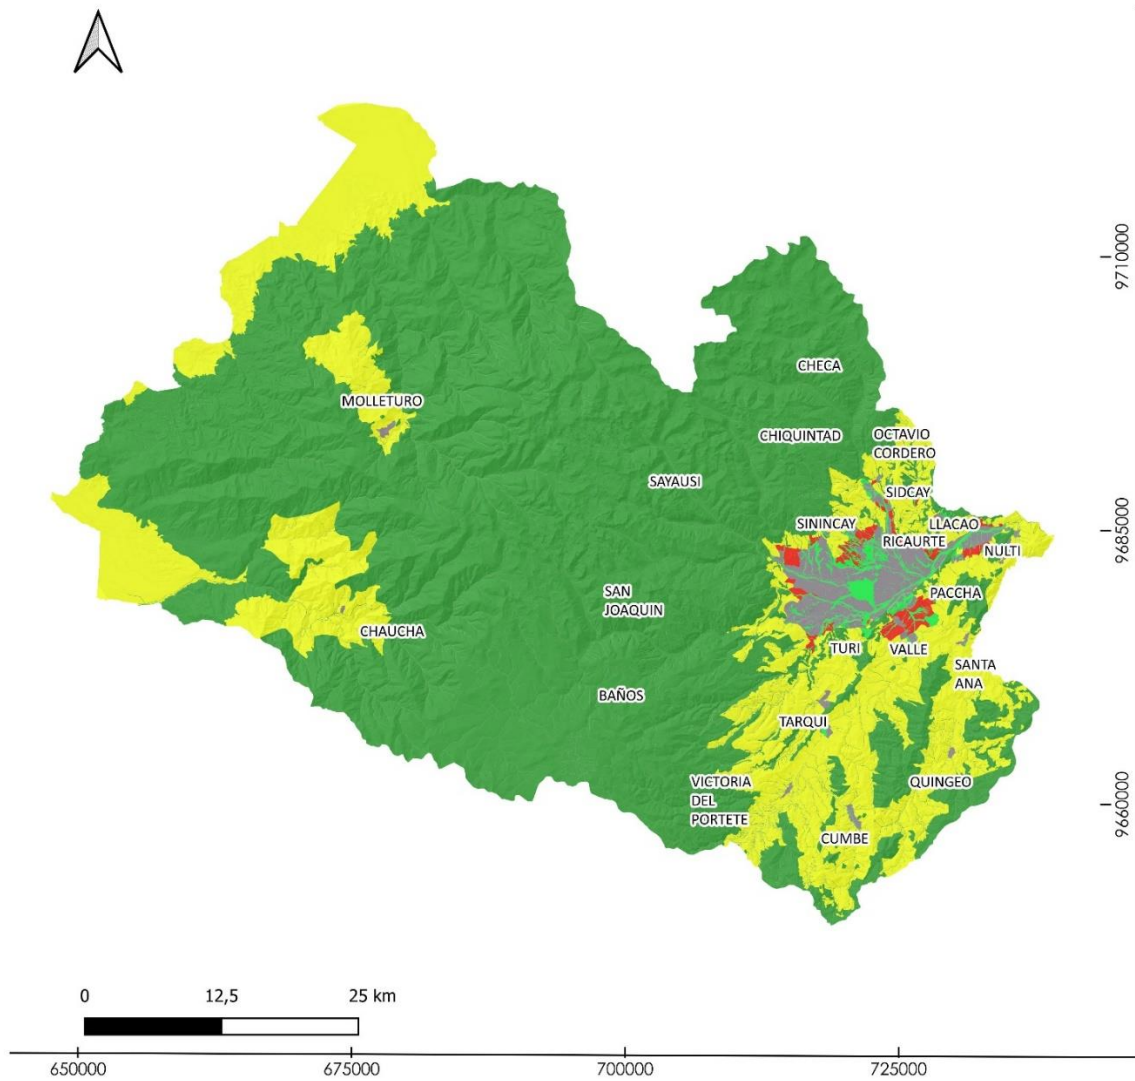 9710000
CHECA
MOLLETURO
CHIQUINTAD
OCTAVIO
CORDERO
SAYAUSI
SIDCAY
SININCAY
LLACAO
9685000
RICAURTE
NULTI
SAN
JOAQUIN
PACCHA
CHAUCHA
TURI
VALLE
SANTA
ANA
BAÑOS
TARQUI
VICTORIA
DEL
PORTETE
QUINGEO
9660000
CUMBE
0 12,5 25 km
650000 675000 700000 725000